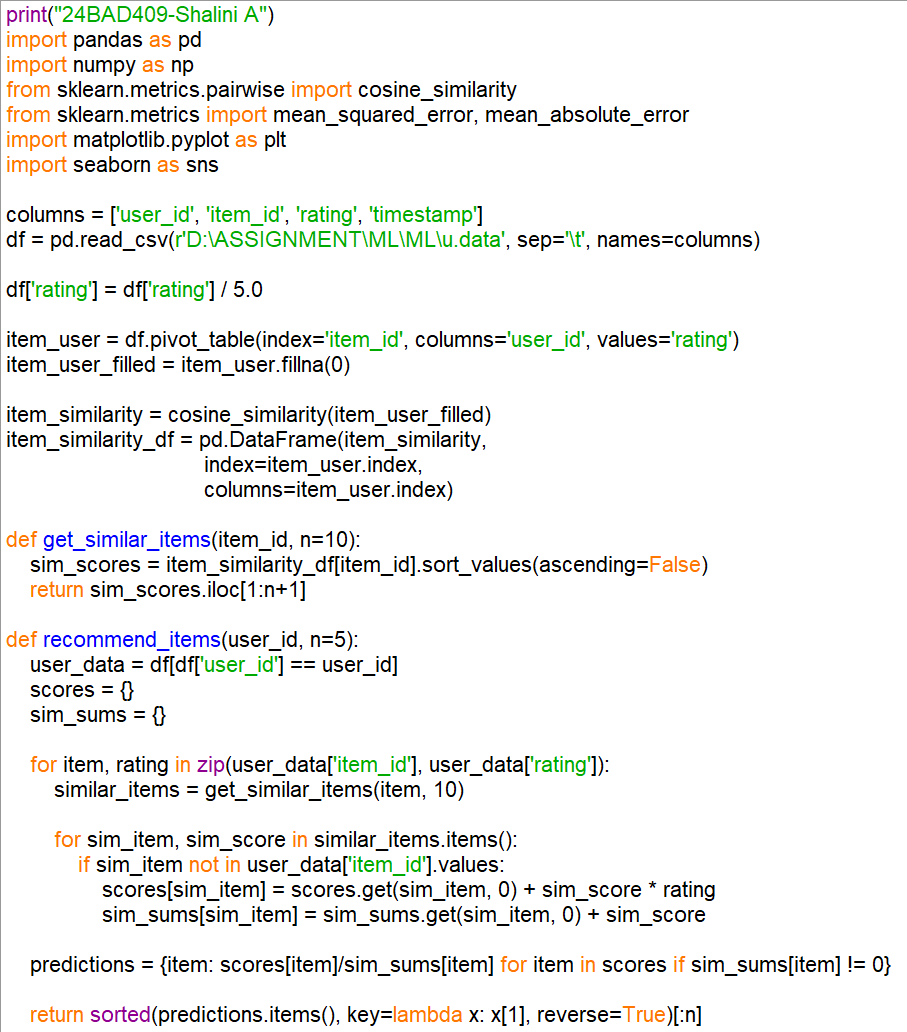 print("24BAD409-Shalini A")
import pandas as pd
import numpy as np
from sklearn.metrics.pairwise import cosine_similarity
from sklearn.metrics import mean_squared_error, mean_absolute_error
import matplotlib.pyplot as plt
import seaborn as sns

columns = ['user_id', 'item_id', 'rating', 'timestamp']
df = pd.read_csv(r'D:\ASSIGNMENT\ML\ML\u.data', sep='\t', names=columns)

df['rating'] = df['rating'] / 5.0

item_user = df.pivot_table(index='item_id', columns='user_id', values='rating')
item_user_filled = item_user.fillna(0)

item_similarity = cosine_similarity(item_user_filled)
item_similarity_df = pd.DataFrame(item_similarity,
                                  index=item_user.index,
                                  columns=item_user.index)

def get_similar_items(item_id, n=10):
    sim_scores = item_similarity_df[item_id].sort_values(ascending=False)
    return sim_scores.iloc[1:n+1]

def recommend_items(user_id, n=5):
    user_data = df[df['user_id'] == user_id]
    scores = {}
    sim_sums = {}

    for item, rating in zip(user_data['item_id'], user_data['rating']):
        similar_items = get_similar_items(item, 10)

        for sim_item, sim_score in similar_items.items():
            if sim_item not in user_data['item_id'].values:
                scores[sim_item] = scores.get(sim_item, 0) + sim_score * rating
                sim_sums[sim_item] = sim_sums.get(sim_item, 0) + sim_score

    predictions = {item: scores[item]/sim_sums[item] for item in scores if sim_sums[item] != 0}

    return sorted(predictions.items(), key=lambda x: x[1], reverse=True)[:n]